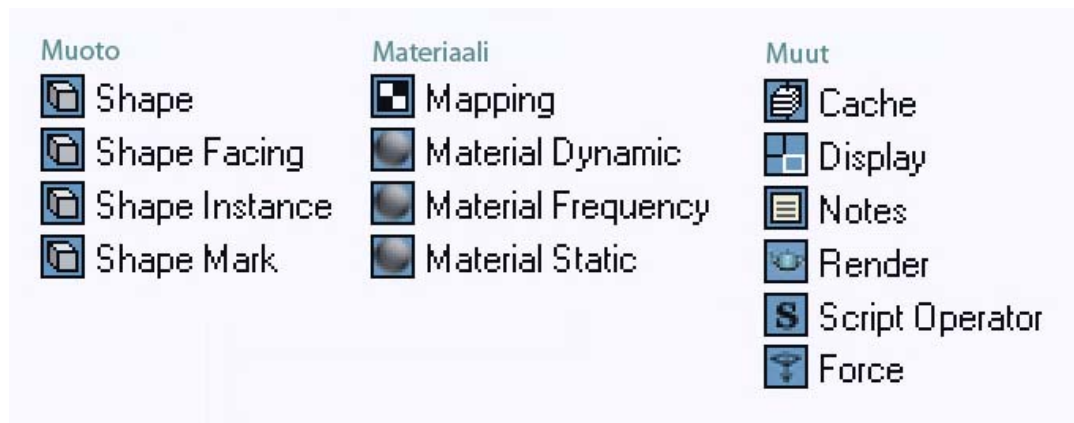 Muoto
Shape
Shape Facing
Shape Instance
Shape Mark
Materiaali
Mapping
Material Dynamic
Material Frequency
Material Static
Muut
Cache
Display
Notes
Render
S Script Operator
Force